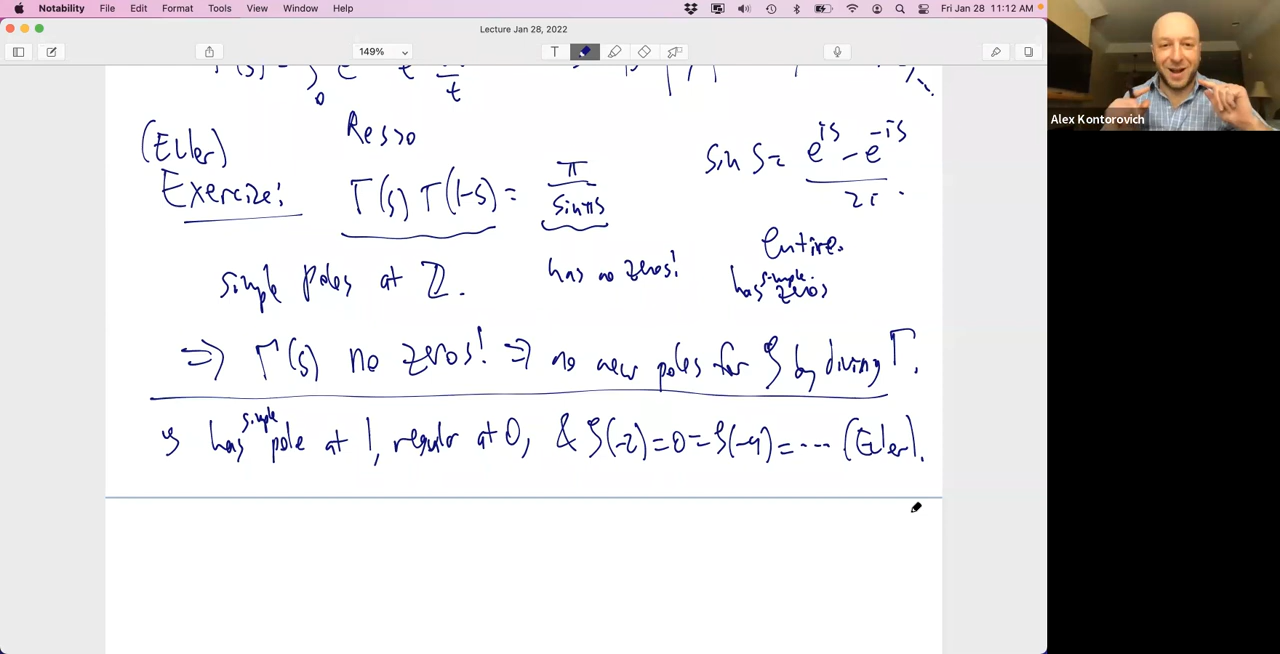 Notability File Edit Format Tools View Window Help Fri Jan 28 11:12 AM
Lecture Jan 28, 2022
149% T
Alex Kontorovich
(Euler)
Exercise: Γ(s) Γ(1-s) = π / sin πs
sin s = e^{is} - e^{-is} / 2i .
simple poles at ℤ. has no zeros!
entire.
has simple zeros
⇒ Γ(s) no zeros! ⇒ no new poles for ζ by diving Γ.
ζ has simple pole at 1, regular at 0, & ζ(-2)=0=ζ(-4)=... (Euler).